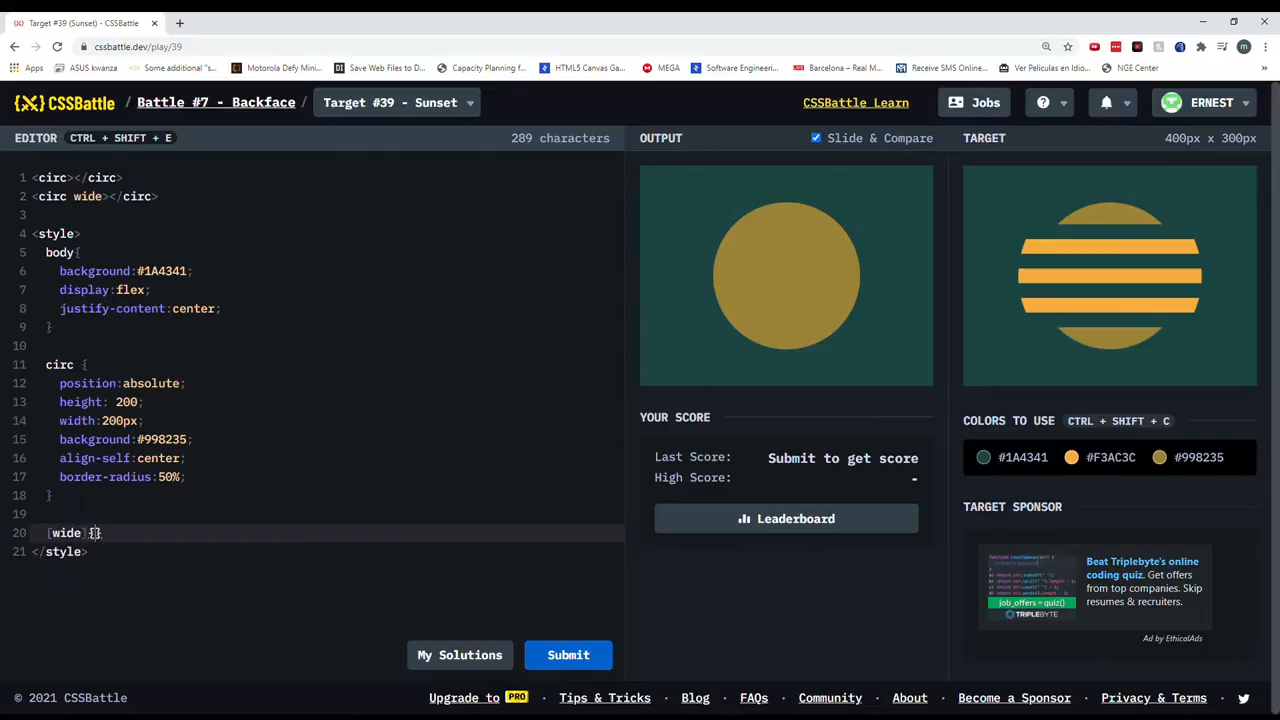 Target #39 (Sunset) - CSSBattle
cssbattle.dev/play/39
Apps ASUS kwanza Some additional "s... Motorola Defy Mini... Save Web Files to D... Capacity Planning f... HTML5 Canvas Ga... MEGA Software Engineeri... Barcelona – Real M... Receive SMS Online... Ver Peliculas en Idio... NGE Center
{X} CSSBATTLE / Battle #7 - Backface / Target #39 - Sunset CSSBattle Learn Jobs ERNEST
EDITOR CTRL + SHIFT + E 289 characters OUTPUT Slide & Compare TARGET 400px x 300px
1 <circ></circ>
2 <circ wide></circ>
3
4 <style>
5 body{
6 background:#1A4341;
7 display:flex;
8 justify-content:center;
9 }
10
11 circ {
12 position:absolute;
13 height: 200;
14 width:200px;
15 background:#998235;
16 align-self:center;
17 border-radius:50%;
18 }
19
20 [wide]{}
21 </style>
YOUR SCORE
Last Score: Submit to get score
High Score: -
Leaderboard
COLORS TO USE CTRL + SHIFT + C
#1A4341 #F3AC3C #998235
TARGET SPONSOR
job_offers = quiz()
TRIPLEBYTE
Beat Triplebyte's online
coding quiz. Get offers
from top companies. Skip
resumes & recruiters.
Ad by EthicalAds
My Solutions Submit
© 2021 CSSBattle Upgrade to PRO · Tips & Tricks · Blog · FAQs · Community · About · Become a Sponsor · Privacy & Terms